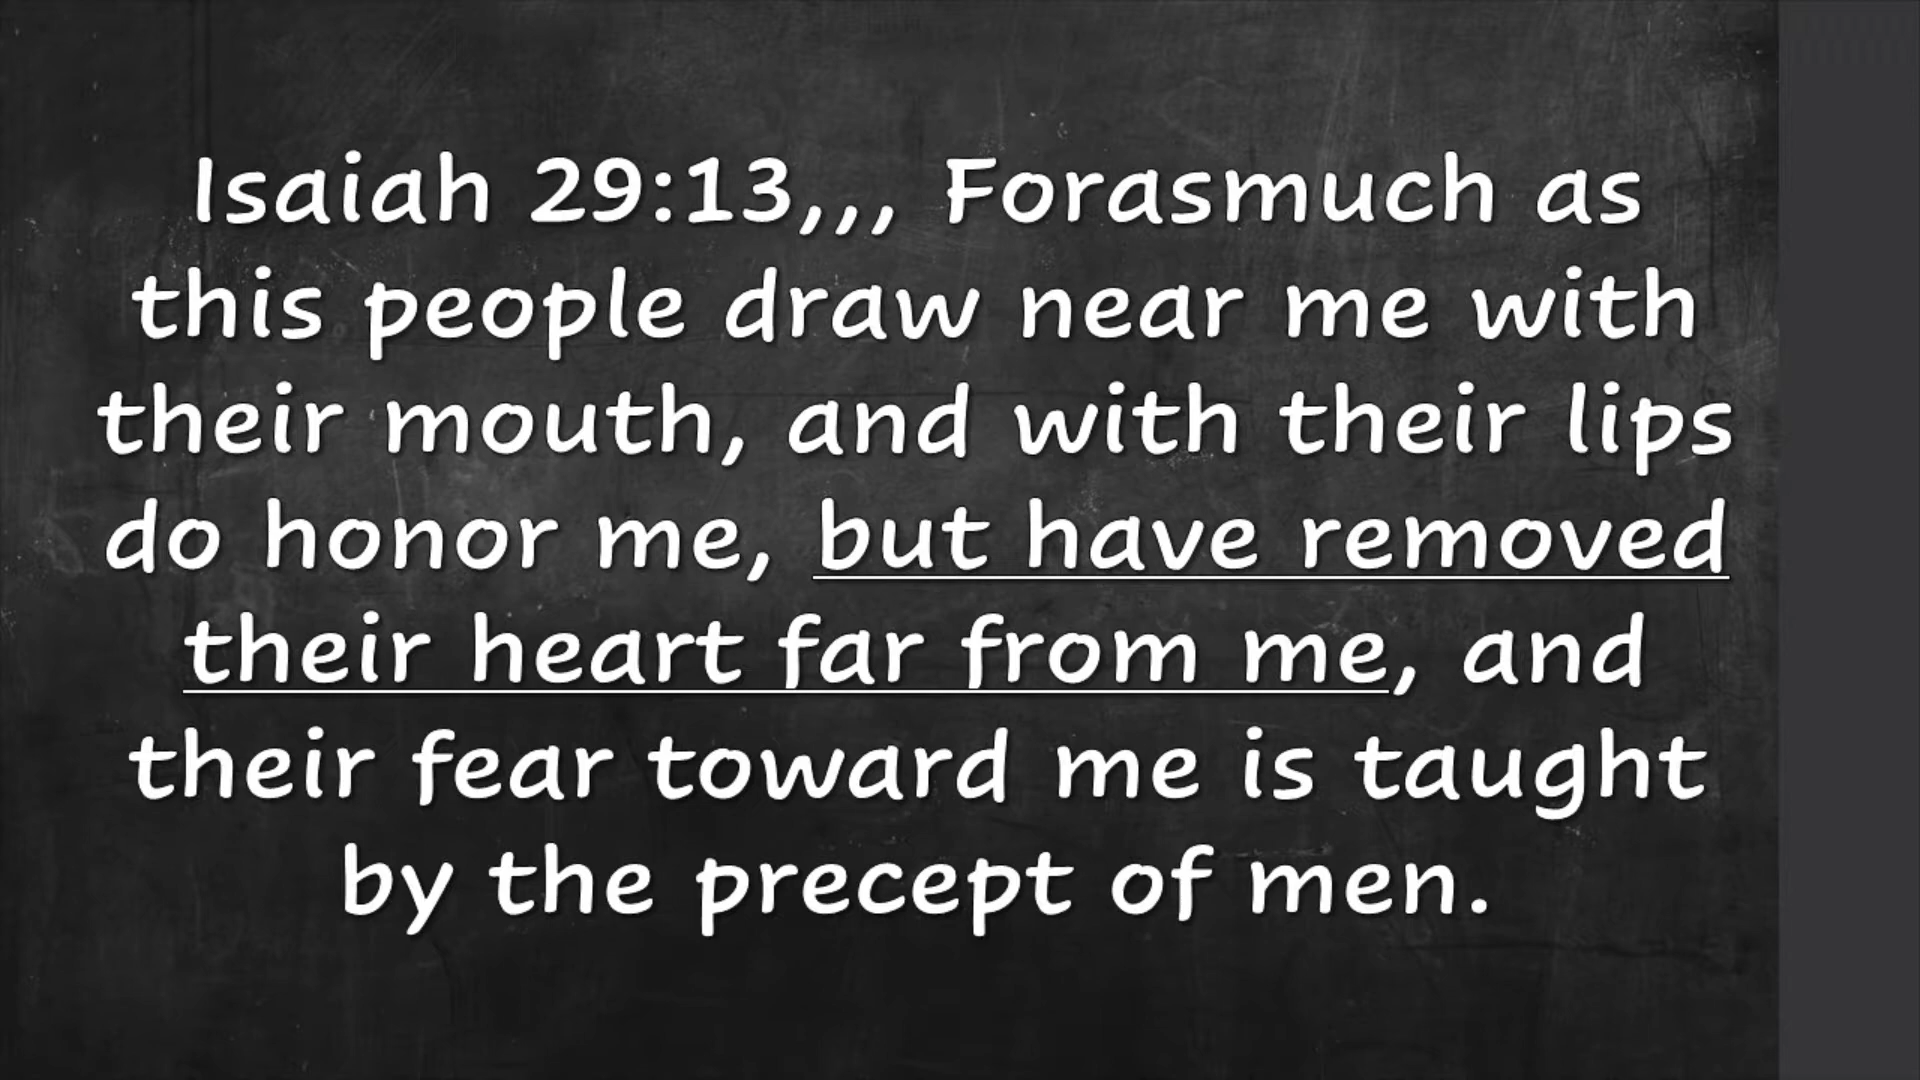 Isaiah 29:13,,, Forasmuch as
this people draw near me with
their mouth, and with their lips
do honor me, but have removed
their heart far from me, and
their fear toward me is taught
by the precept of men.